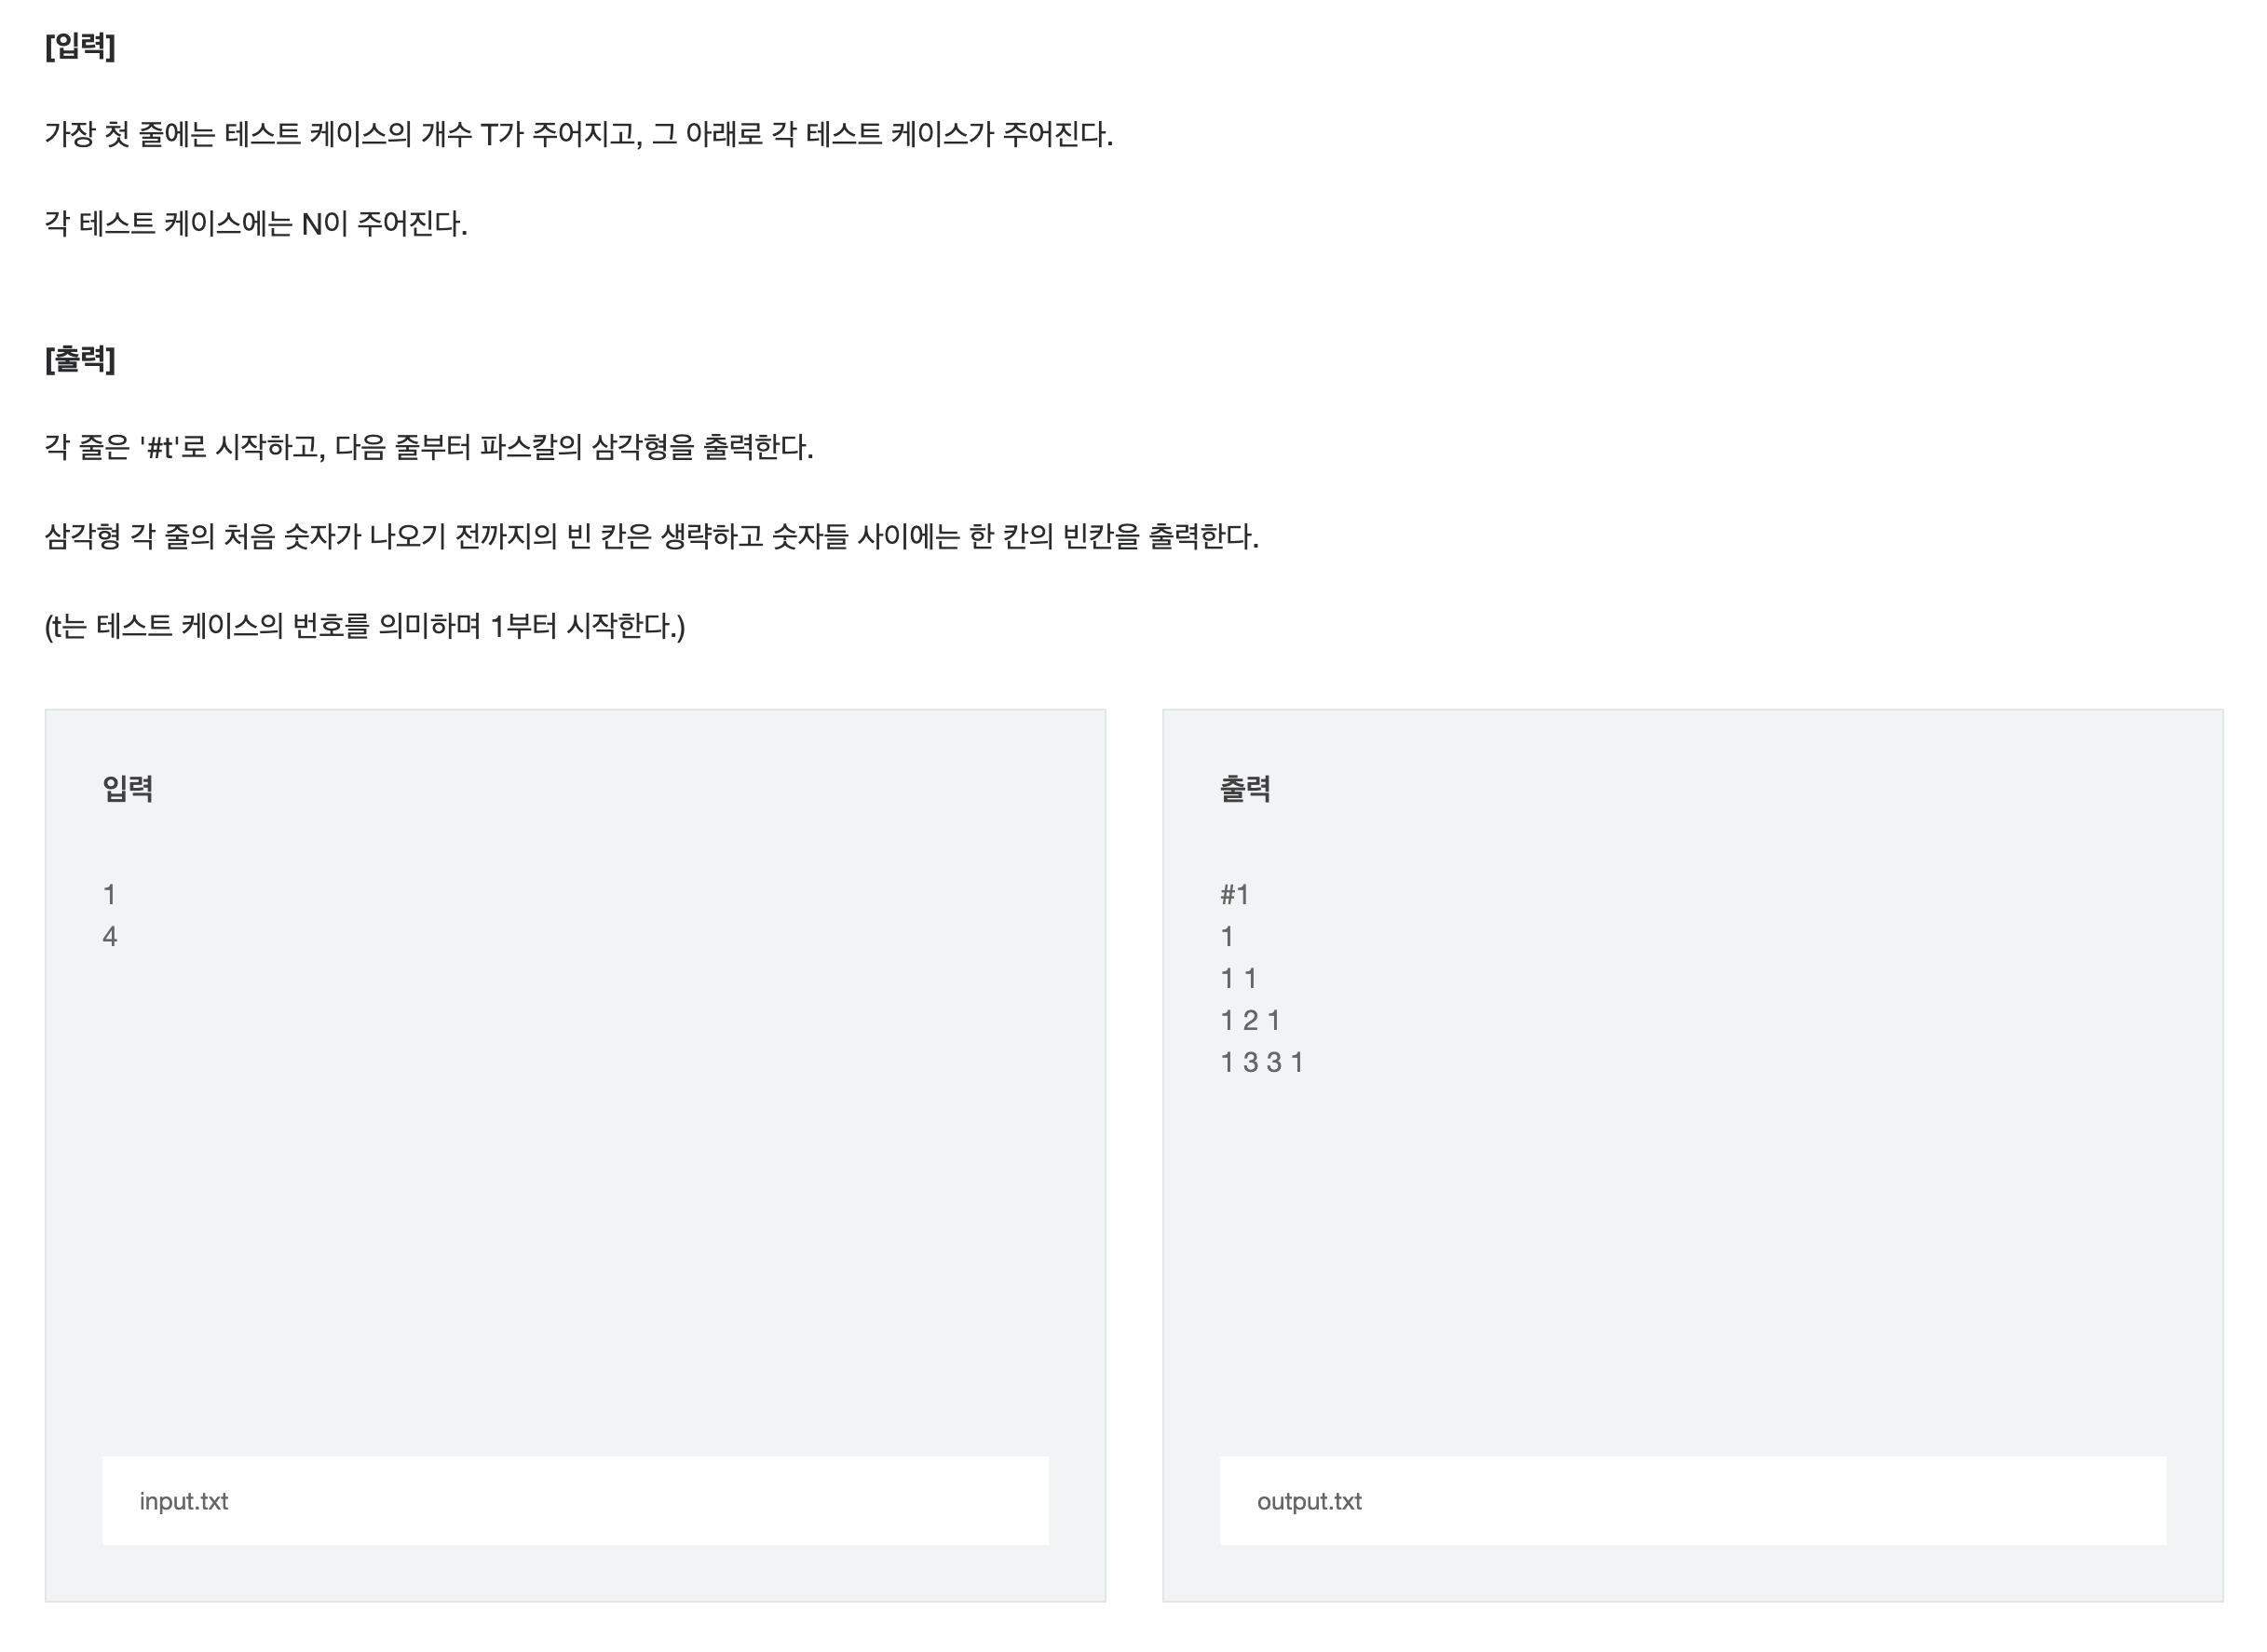 [입력]
가장 첫 줄에는 테스트 케이스의 개수 T가 주어지고, 그 아래로 각 테스트 케이스가 주어진다.
각 테스트 케이스에는 N이 주어진다.
[출력]
각 줄은 '#t'로 시작하고, 다음 줄부터 파스칼의 삼각형을 출력한다.
삼각형 각 줄의 처음 숫자가 나오기 전까지의 빈 칸은 생략하고 숫자들 사이에는 한 칸의 빈칸을 출력한다.
(t는 테스트 케이스의 번호를 의미하며 1부터 시작한다.)
입력
1
4
input.txt
출력
#1
1
1 1
1 2 1
1 3 3 1
output.txt